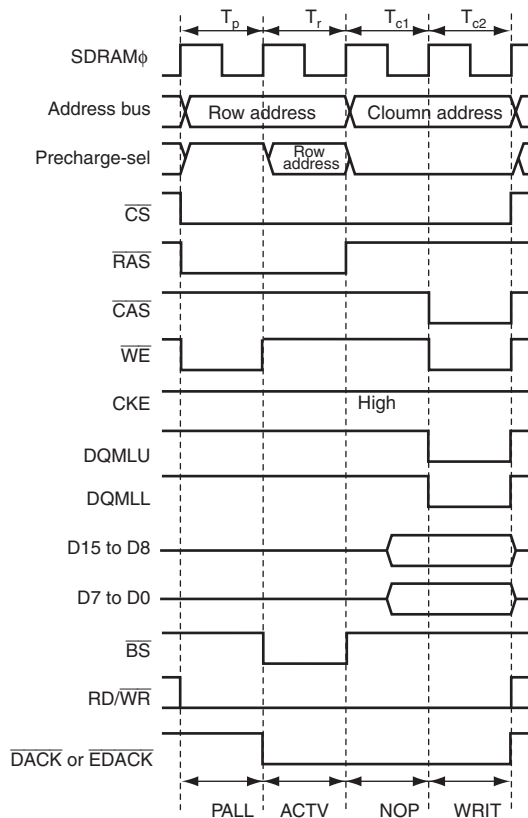 Tp Tr Tc1 Tc2
SDRAMϕ
Address bus Row address Cloumn address
Precharge-sel Row address
CS
RAS
CAS
WE
CKE High
DQMLU
DQMLL
D15 to D8
D7 to D0
BS
RD/WR
DACK or EDACK
PALL ACTV NOP WRIT